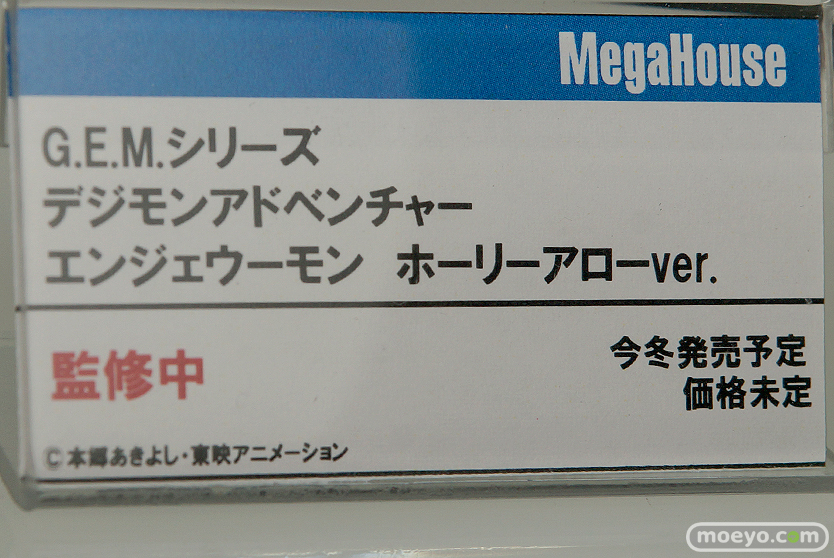 MegaHouse
G.E.M.シリーズ
デジモンアドベンチャー
エンジェウーモン　ホーリーアローver.
監修中
今冬発売予定
価格未定
©本郷あきよし・東映アニメーション
moeyo.com